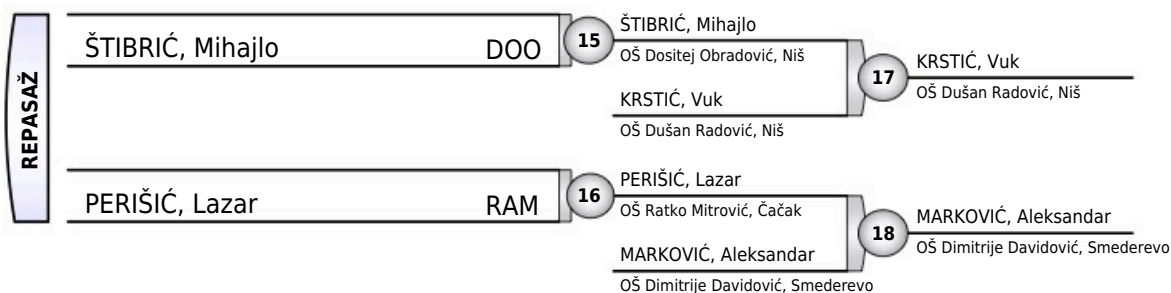 REPASAŽ
ŠTIBRIĆ, Mihajlo DOO
15
ŠTIBRIĆ, Mihajlo
OŠ Dositej Obradović, Niš
KRSTIĆ, Vuk
OŠ Dušan Radović, Niš
17
KRSTIĆ, Vuk
OŠ Dušan Radović, Niš
PERIŠIĆ, Lazar RAM
16
PERIŠIĆ, Lazar
OŠ Ratko Mitrović, Čačak
MARKOVIĆ, Aleksandar
OŠ Dimitrije Davidović, Smederevo
18
MARKOVIĆ, Aleksandar
OŠ Dimitrije Davidović, Smederevo